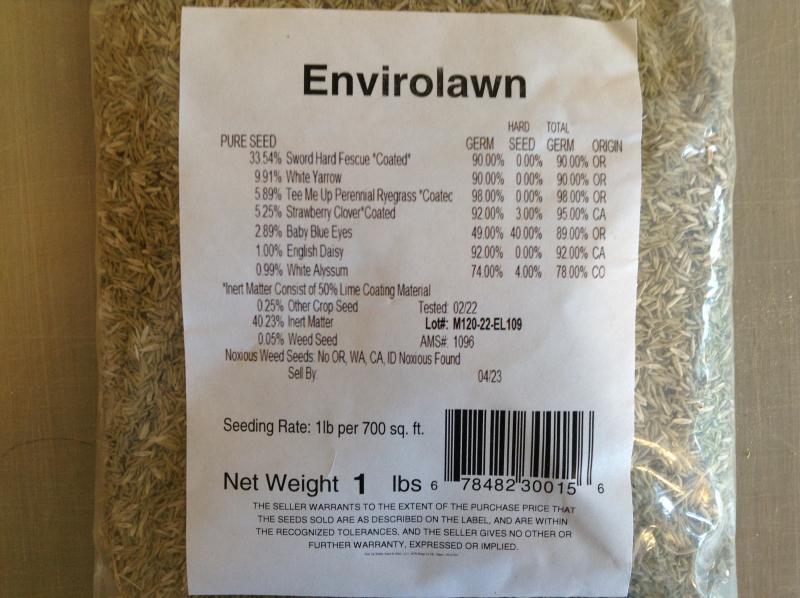 Envirolawn
HARD TOTAL
PURE SEED GERM SEED GERM ORIGIN
33.54% Sword Hard Fescue *Coated* 90.00% 0.00% 90.00% OR
9.91% White Yarrow 90.00% 0.00% 90.00% OR
5.89% Tee Me Up Perennial Ryegrass *Coatec 98.00% 0.00% 98.00% OR
5.25% Strawberry Clover*Coated 92.00% 3.00% 95.00% CA
2.89% Baby Blue Eyes 49.00% 40.00% 89.00% OR
1.00% English Daisy 92.00% 0.00% 92.00% CA
0.99% White Alyssum 74.00% 4.00% 78.00% CO
*Inert Matter Consist of 50% Lime Coating Material
0.25% Other Crop Seed Tested: 02/22
40.23% Inert Matter Lot#: M120-22-EL109
0.05% Weed Seed AMS#: 1096
Noxious Weed Seeds: No OR, WA, CA, ID Noxious Found
Sell By: 04/23
Seeding Rate: 1lb per 700 sq. ft.
Net Weight 1 lbs
6 78482 30015 6
THE SELLER WARRANTS TO THE EXTENT OF THE PURCHASE PRICE THAT
THE SEEDS SOLD ARE AS DESCRIBED ON THE LABEL, AND ARE WITHIN
THE RECOGNIZED TOLERANCES, AND THE SELLER GIVES NO OTHER OR
FURTHER WARRANTY, EXPRESSED OR IMPLIED.